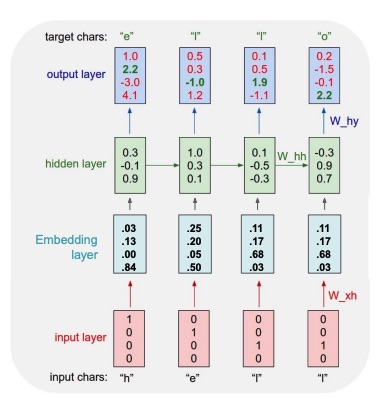 target chars: “e” “l” “l” “o”
output layer
1.0 0.5 0.1 0.2
2.2 0.3 0.5 -1.5
-3.0 -1.0 1.9 -0.1
4.1 1.2 -1.1 2.2
W_hy
hidden layer
0.3 1.0 0.1 -0.3
-0.1 0.3 -0.5 0.9
0.9 0.1 -0.3 0.7
W_hh
Embedding
layer
.03 .25 .11 .11
.13 .20 .17 .17
.00 .05 .68 .68
.84 .50 .03 .03
W_xh
input layer
1 0 0 0
0 1 0 0
0 0 1 1
0 0 0 0
input chars: “h” “e” “l” “l”